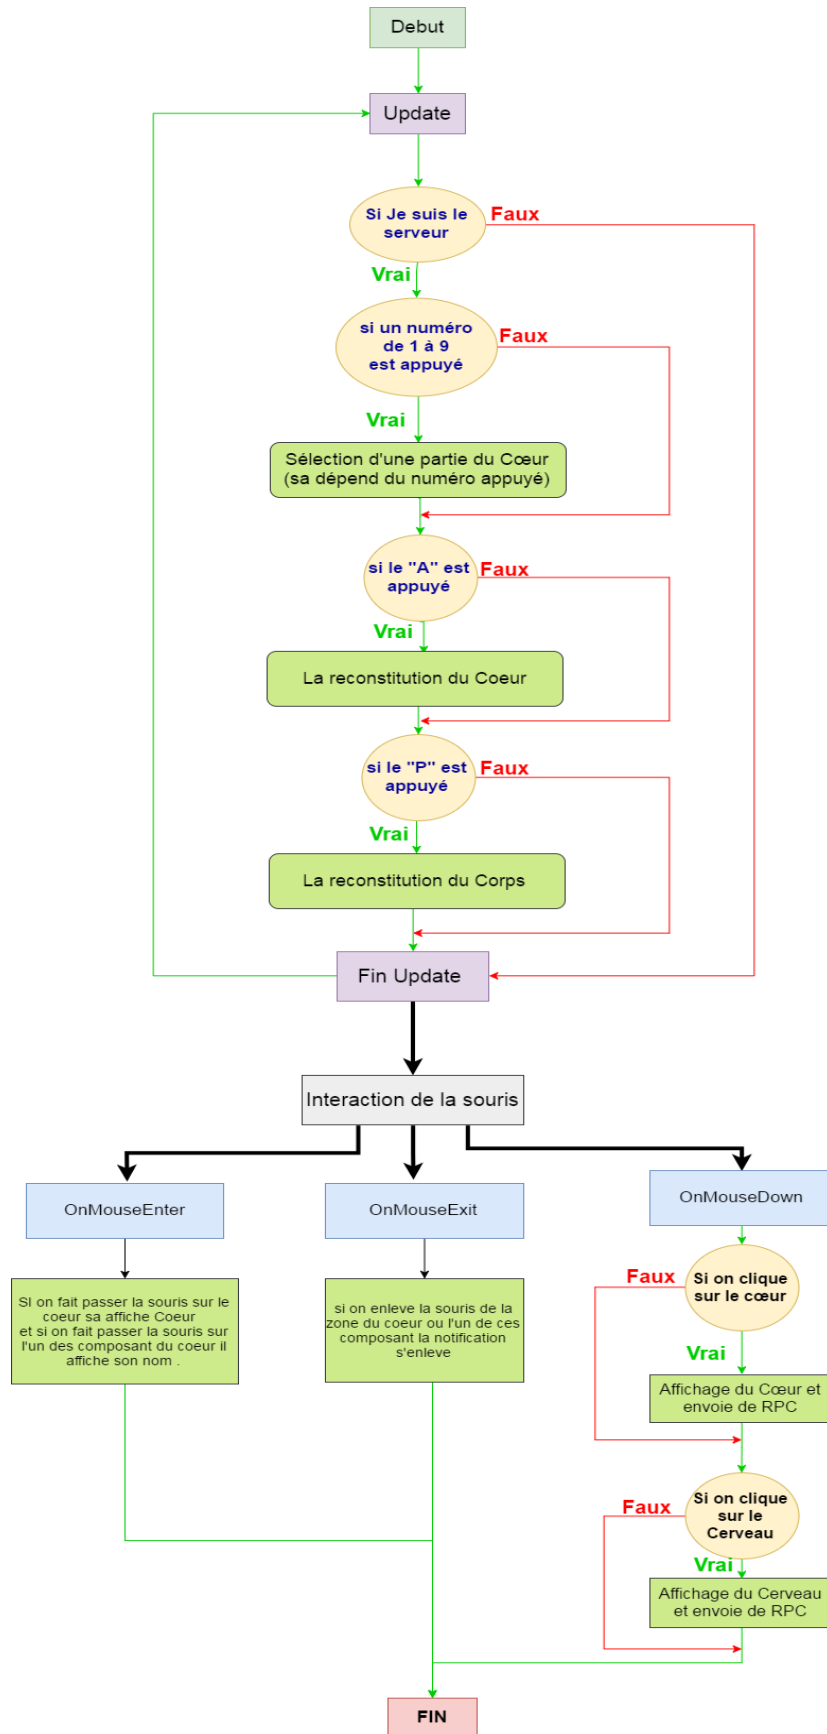 Debut
Update
Si Je suis le
serveur
Faux
Vrai
si un numéro
de 1 à 9
est appuyé
Faux
Vrai
Sélection d'une partie du Cœur
(sa dépend du numéro appuyé)
si le "A" est
appuyé
Faux
Vrai
La reconstitution du Coeur
si le "P" est
appuyé
Faux
Vrai
La reconstitution du Corps
Fin Update
Interaction de la souris
OnMouseEnter
OnMouseExit
OnMouseDown
SI on fait passer la souris sur le
coeur sa affiche Coeur
et si on fait passer la souris sur
l'un des composant du coeur il
affiche son nom .
si on enleve la souris de la
zone du coeur ou l'un de ces
composant la notification
s'enleve
Si on clique
sur le cœur
Faux
Vrai
Affichage du Cœur et
envoie de RPC
Si on clique
sur le
Cerveau
Faux
Vrai
Affichage du Cerveau
et envoie de RPC
FIN